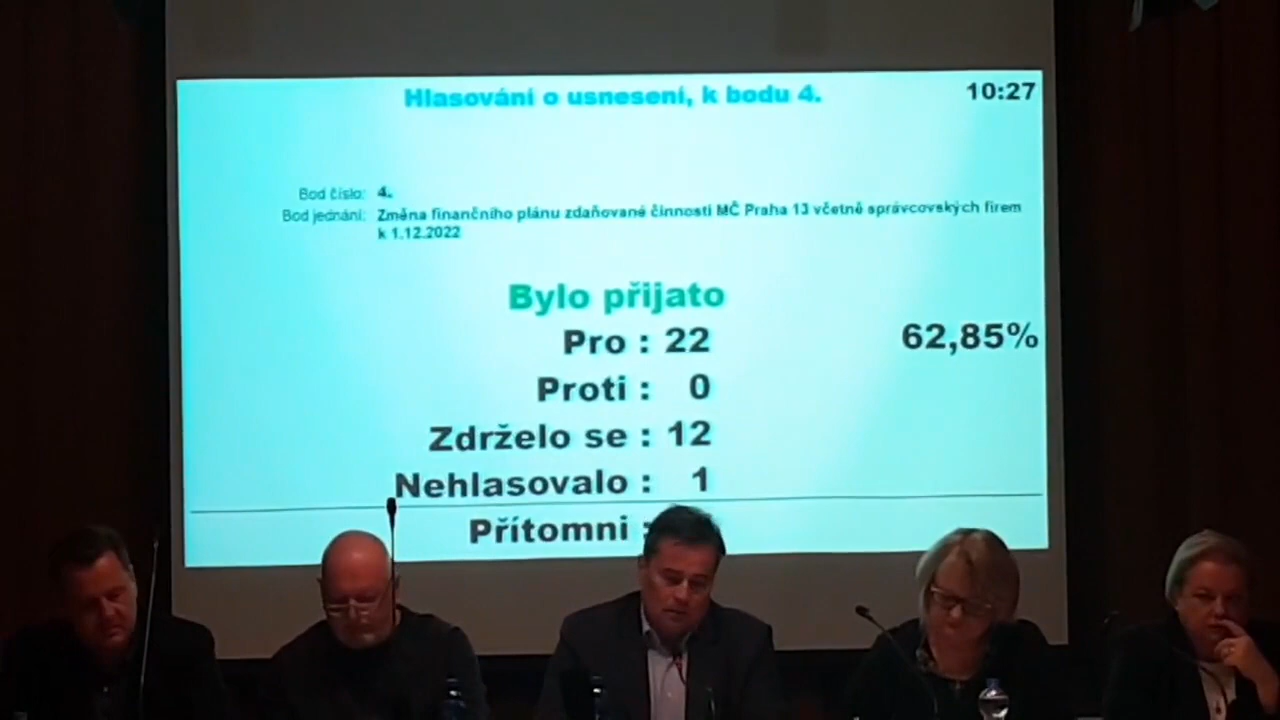 Hlasování o usnesení, k bodu 4.
10:27
Bod číslo: 4.
Bod jednání: Změna finančního plánu zdaňované činnosti MČ Praha 13 včetně správcovských firem
k 1.12.2022
Bylo přijato
Pro : 22 62,85%
Proti : 0
Zdrželo se : 12
Nehlasovalo : 1
Přítomni :